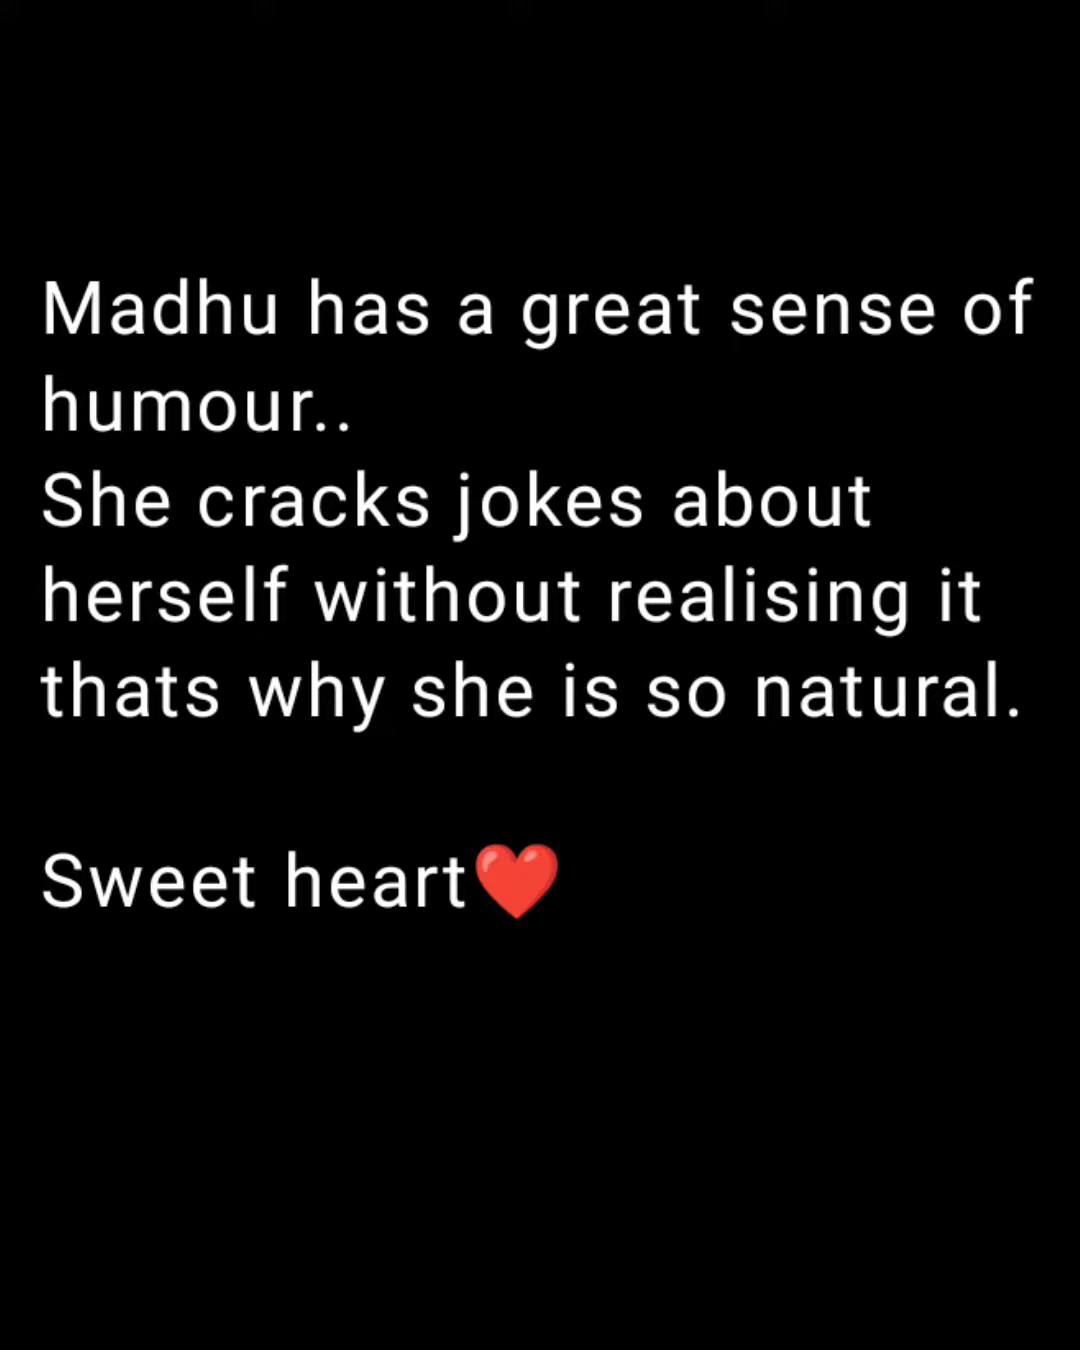 Madhu has a great sense of
humour..
She cracks jokes about
herself without realising it
thats why she is so natural.
Sweet heart❤️